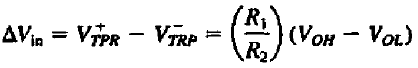 ΔV_in = V⁺_TPR − V⁻_TRP = (R₁/R₂)(V_OH − V_OL)